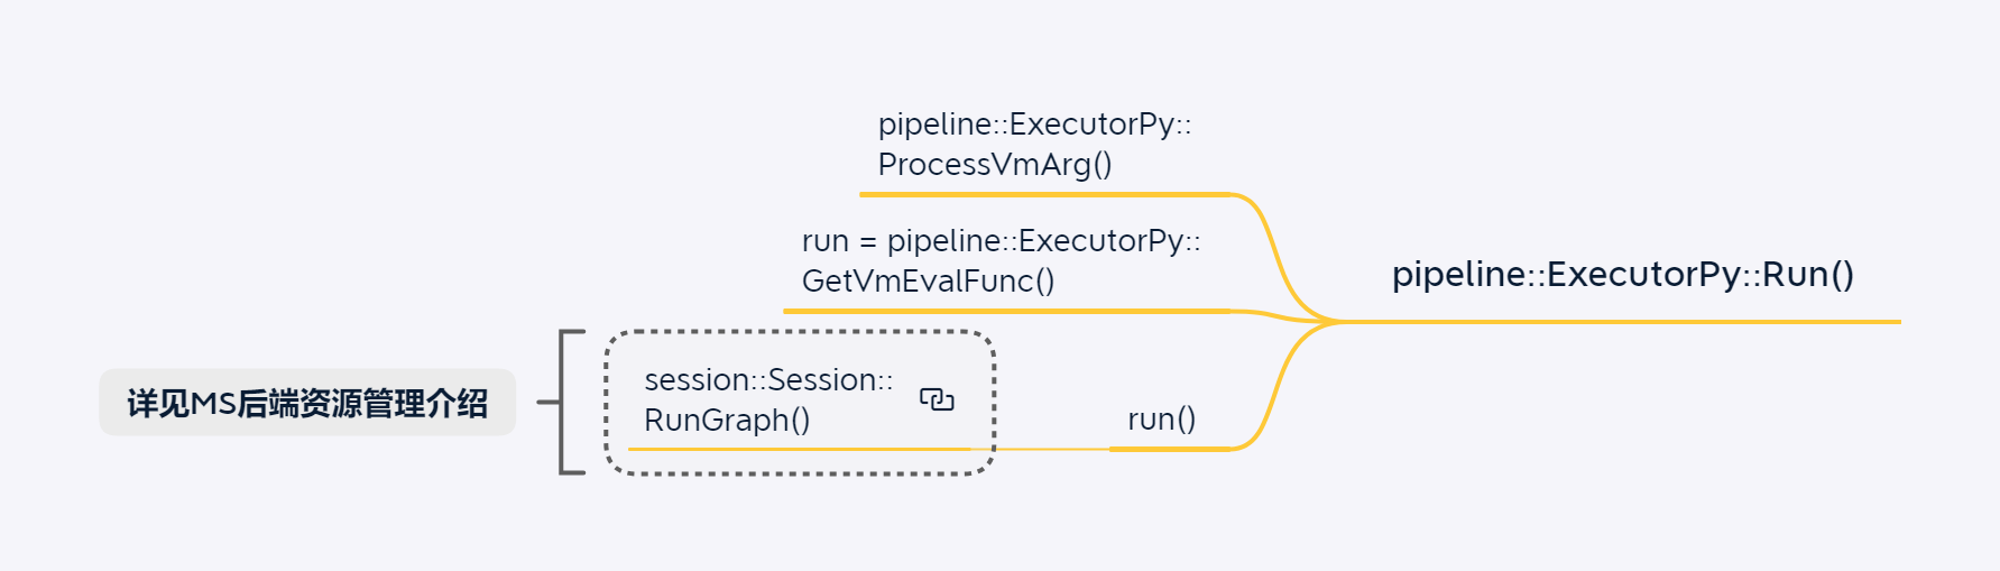 pipeline::ExecutorPy::
ProcessVmArg()
run = pipeline::ExecutorPy::
GetVmEvalFunc()
pipeline::ExecutorPy::Run()
详见MS后端资源管理介绍
session::Session::
RunGraph()
run()